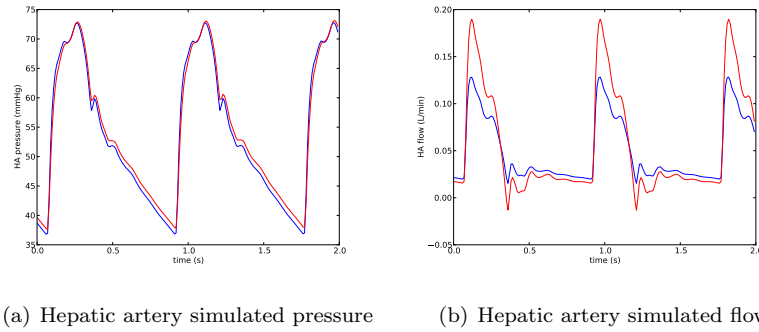 75
70
65
60
55
50
45
40
35
HA pressure (mmHg)
0.0 0.5 1.0 1.5 2.0
time (s)
(a) Hepatic artery simulated pressure
0.20
0.15
0.10
0.05
0.00
−0.05
HA flow (L/min)
0.0 0.5 1.0 1.5 2.0
time (s)
(b) Hepatic artery simulated flow